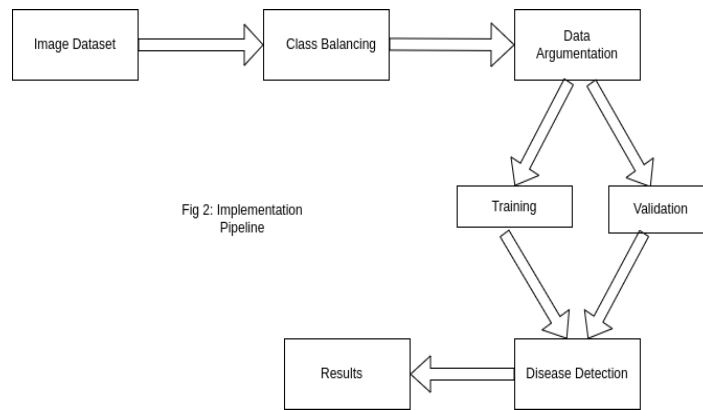 Image Dataset
Class Balancing
Data
Argumentation
Training
Validation
Fig 2: Implementation
Pipeline
Results
Disease Detection